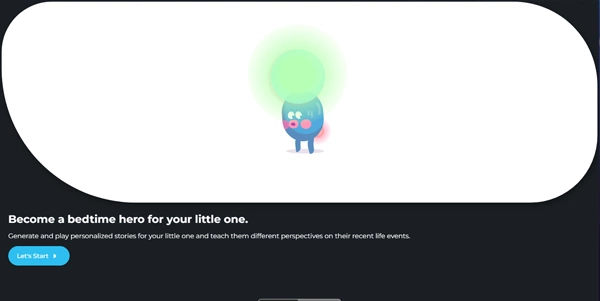 Become a bedtime hero for your little one.
Generate and play personalized stories for your little one and teach them different perspectives on their recent life events.
Let's Start